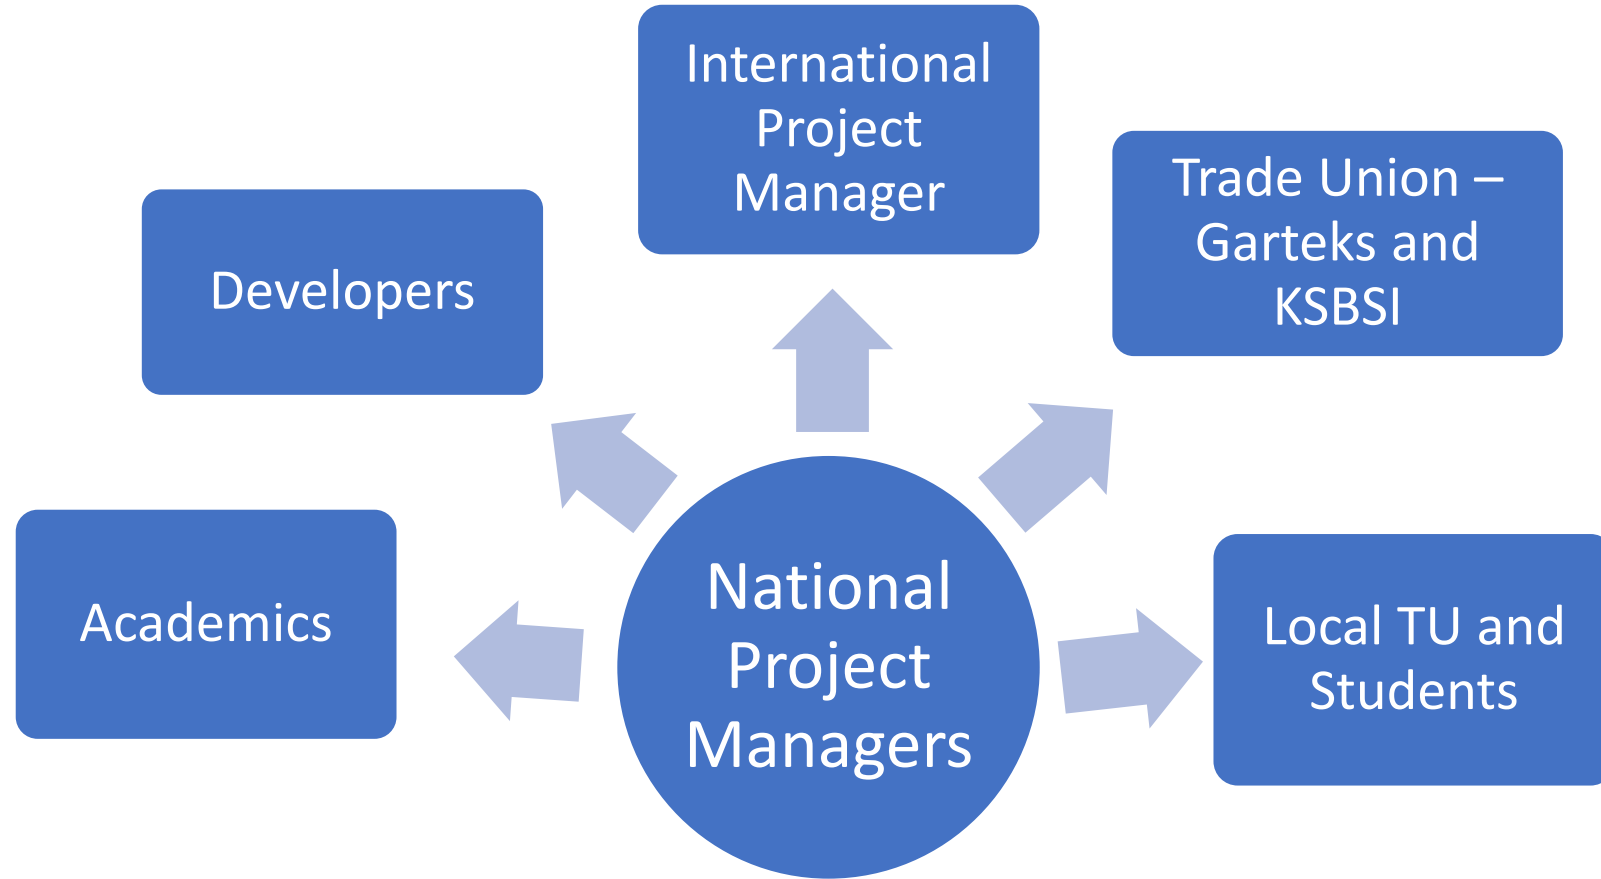 International
Project
Manager
Trade Union –
Garteks and
KSBSI
Developers
Academics
National
Project
Managers
Local TU and
Students